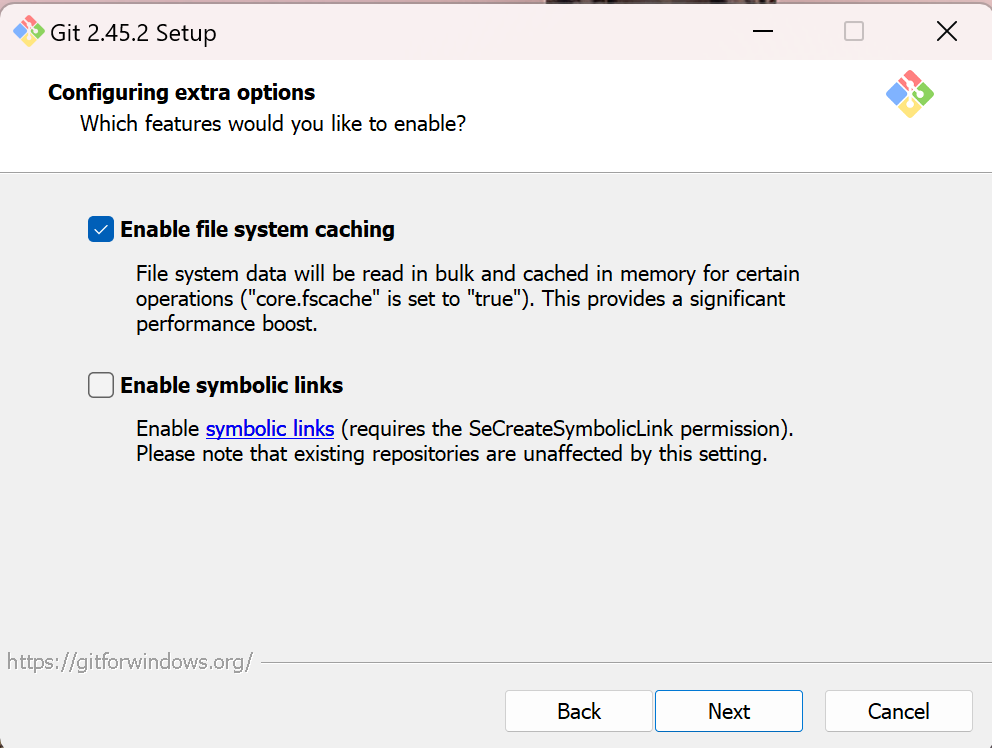 Git 2.45.2 Setup
Configuring extra options
Which features would you like to enable?
Enable file system caching
File system data will be read in bulk and cached in memory for certain
operations ("core.fscache" is set to "true"). This provides a significant
performance boost.
Enable symbolic links
Enable symbolic links (requires the SeCreateSymbolicLink permission).
Please note that existing repositories are unaffected by this setting.
https://gitforwindows.org/
Back
Next
Cancel